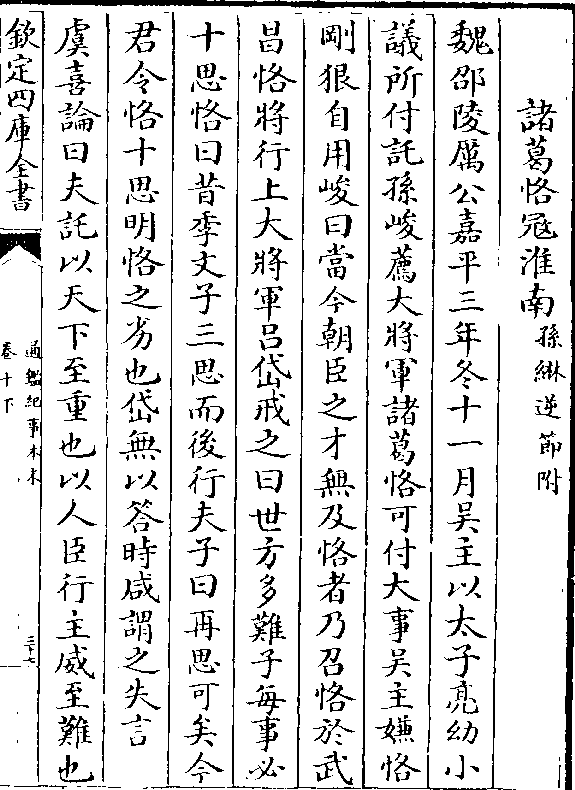 諸葛恪寇淮南孫綝逆節附
魏邵陵厲公嘉平三年冬十一月吳主以太子亮幼小
議所付託孫峻薦大將軍諸葛恪可付大事吳主嫌恪
剛狠自用峻曰當今朝臣之才無及恪者乃召恪於武
昌恪將行上大將軍呂岱戒之曰世方多難子每事必
十思恪曰昔季文子三思而後行夫子曰再思可矣今
君令恪十思明恪之劣也岱無以答時咸謂之失言
虞喜論曰夫託以天下至重也以人臣行主威至難也
欽定四庫全書
通鑑紀事本末
卷十下
三十七